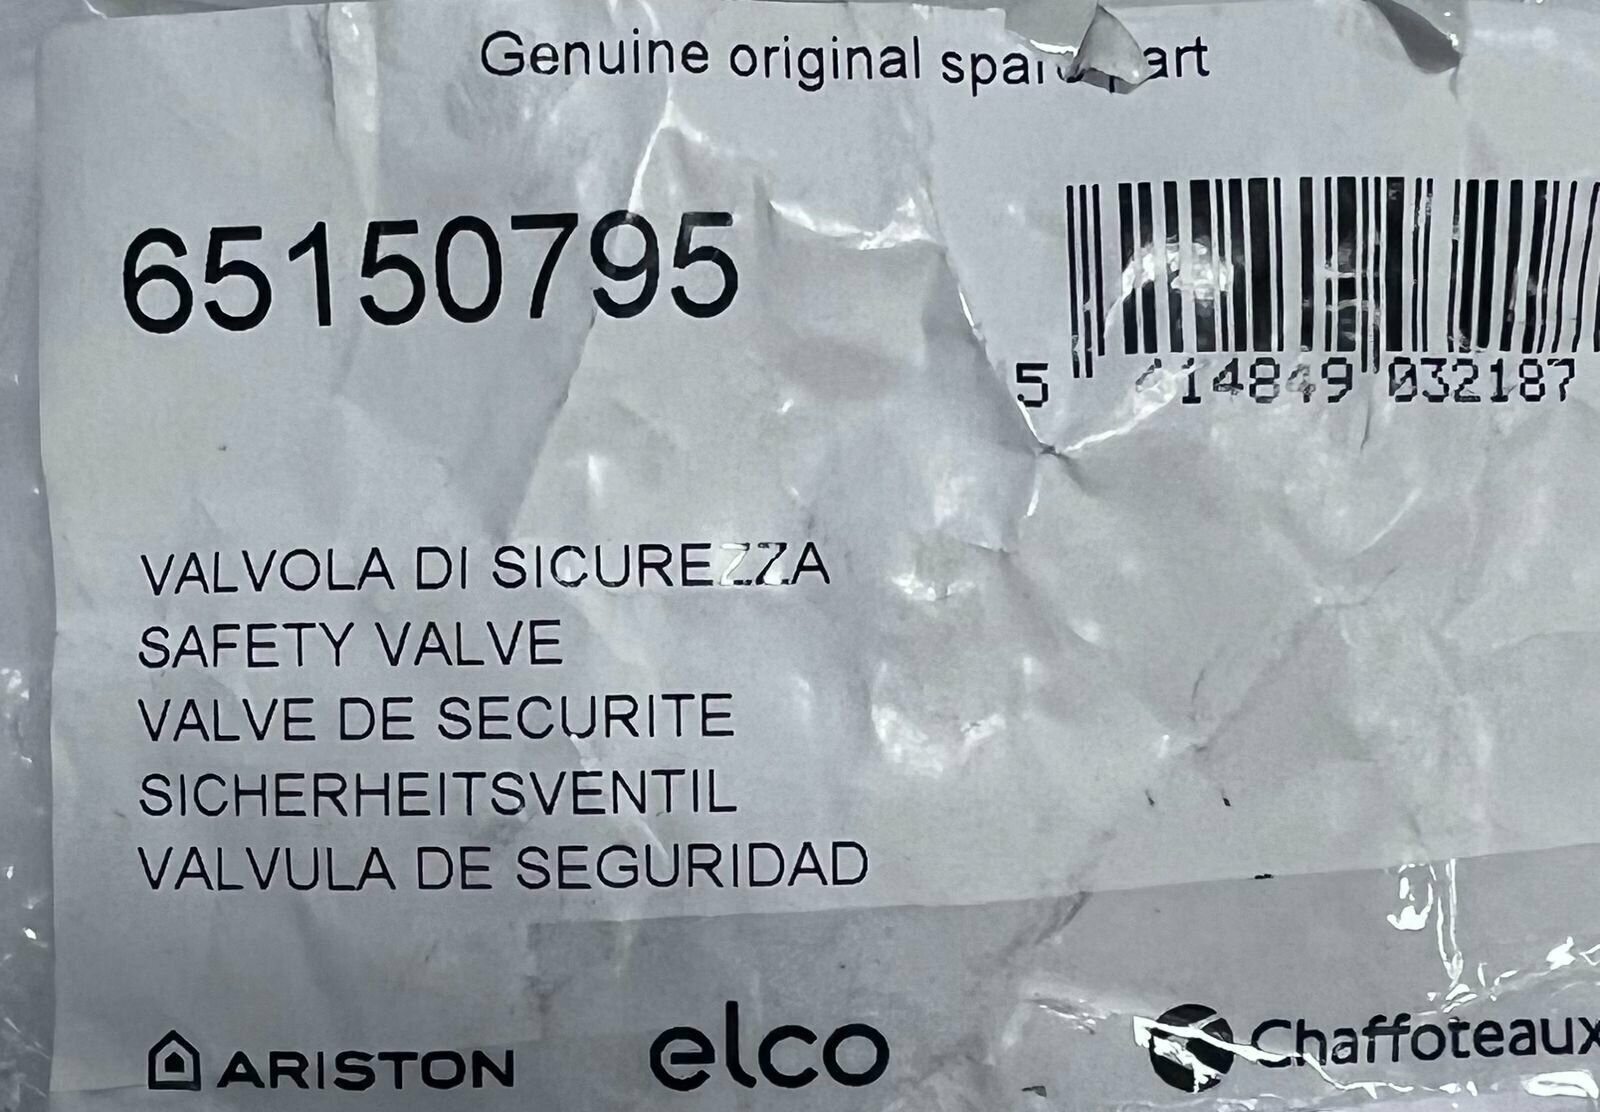 Genuine original spare part
65150795
5 414849 032187
VALVOLA DI SICUREZZA
SAFETY VALVE
VALVE DE SECURITE
SICHERHEITSVENTIL
VALVULA DE SEGURIDAD
ARISTON
elco
Chaffoteaux